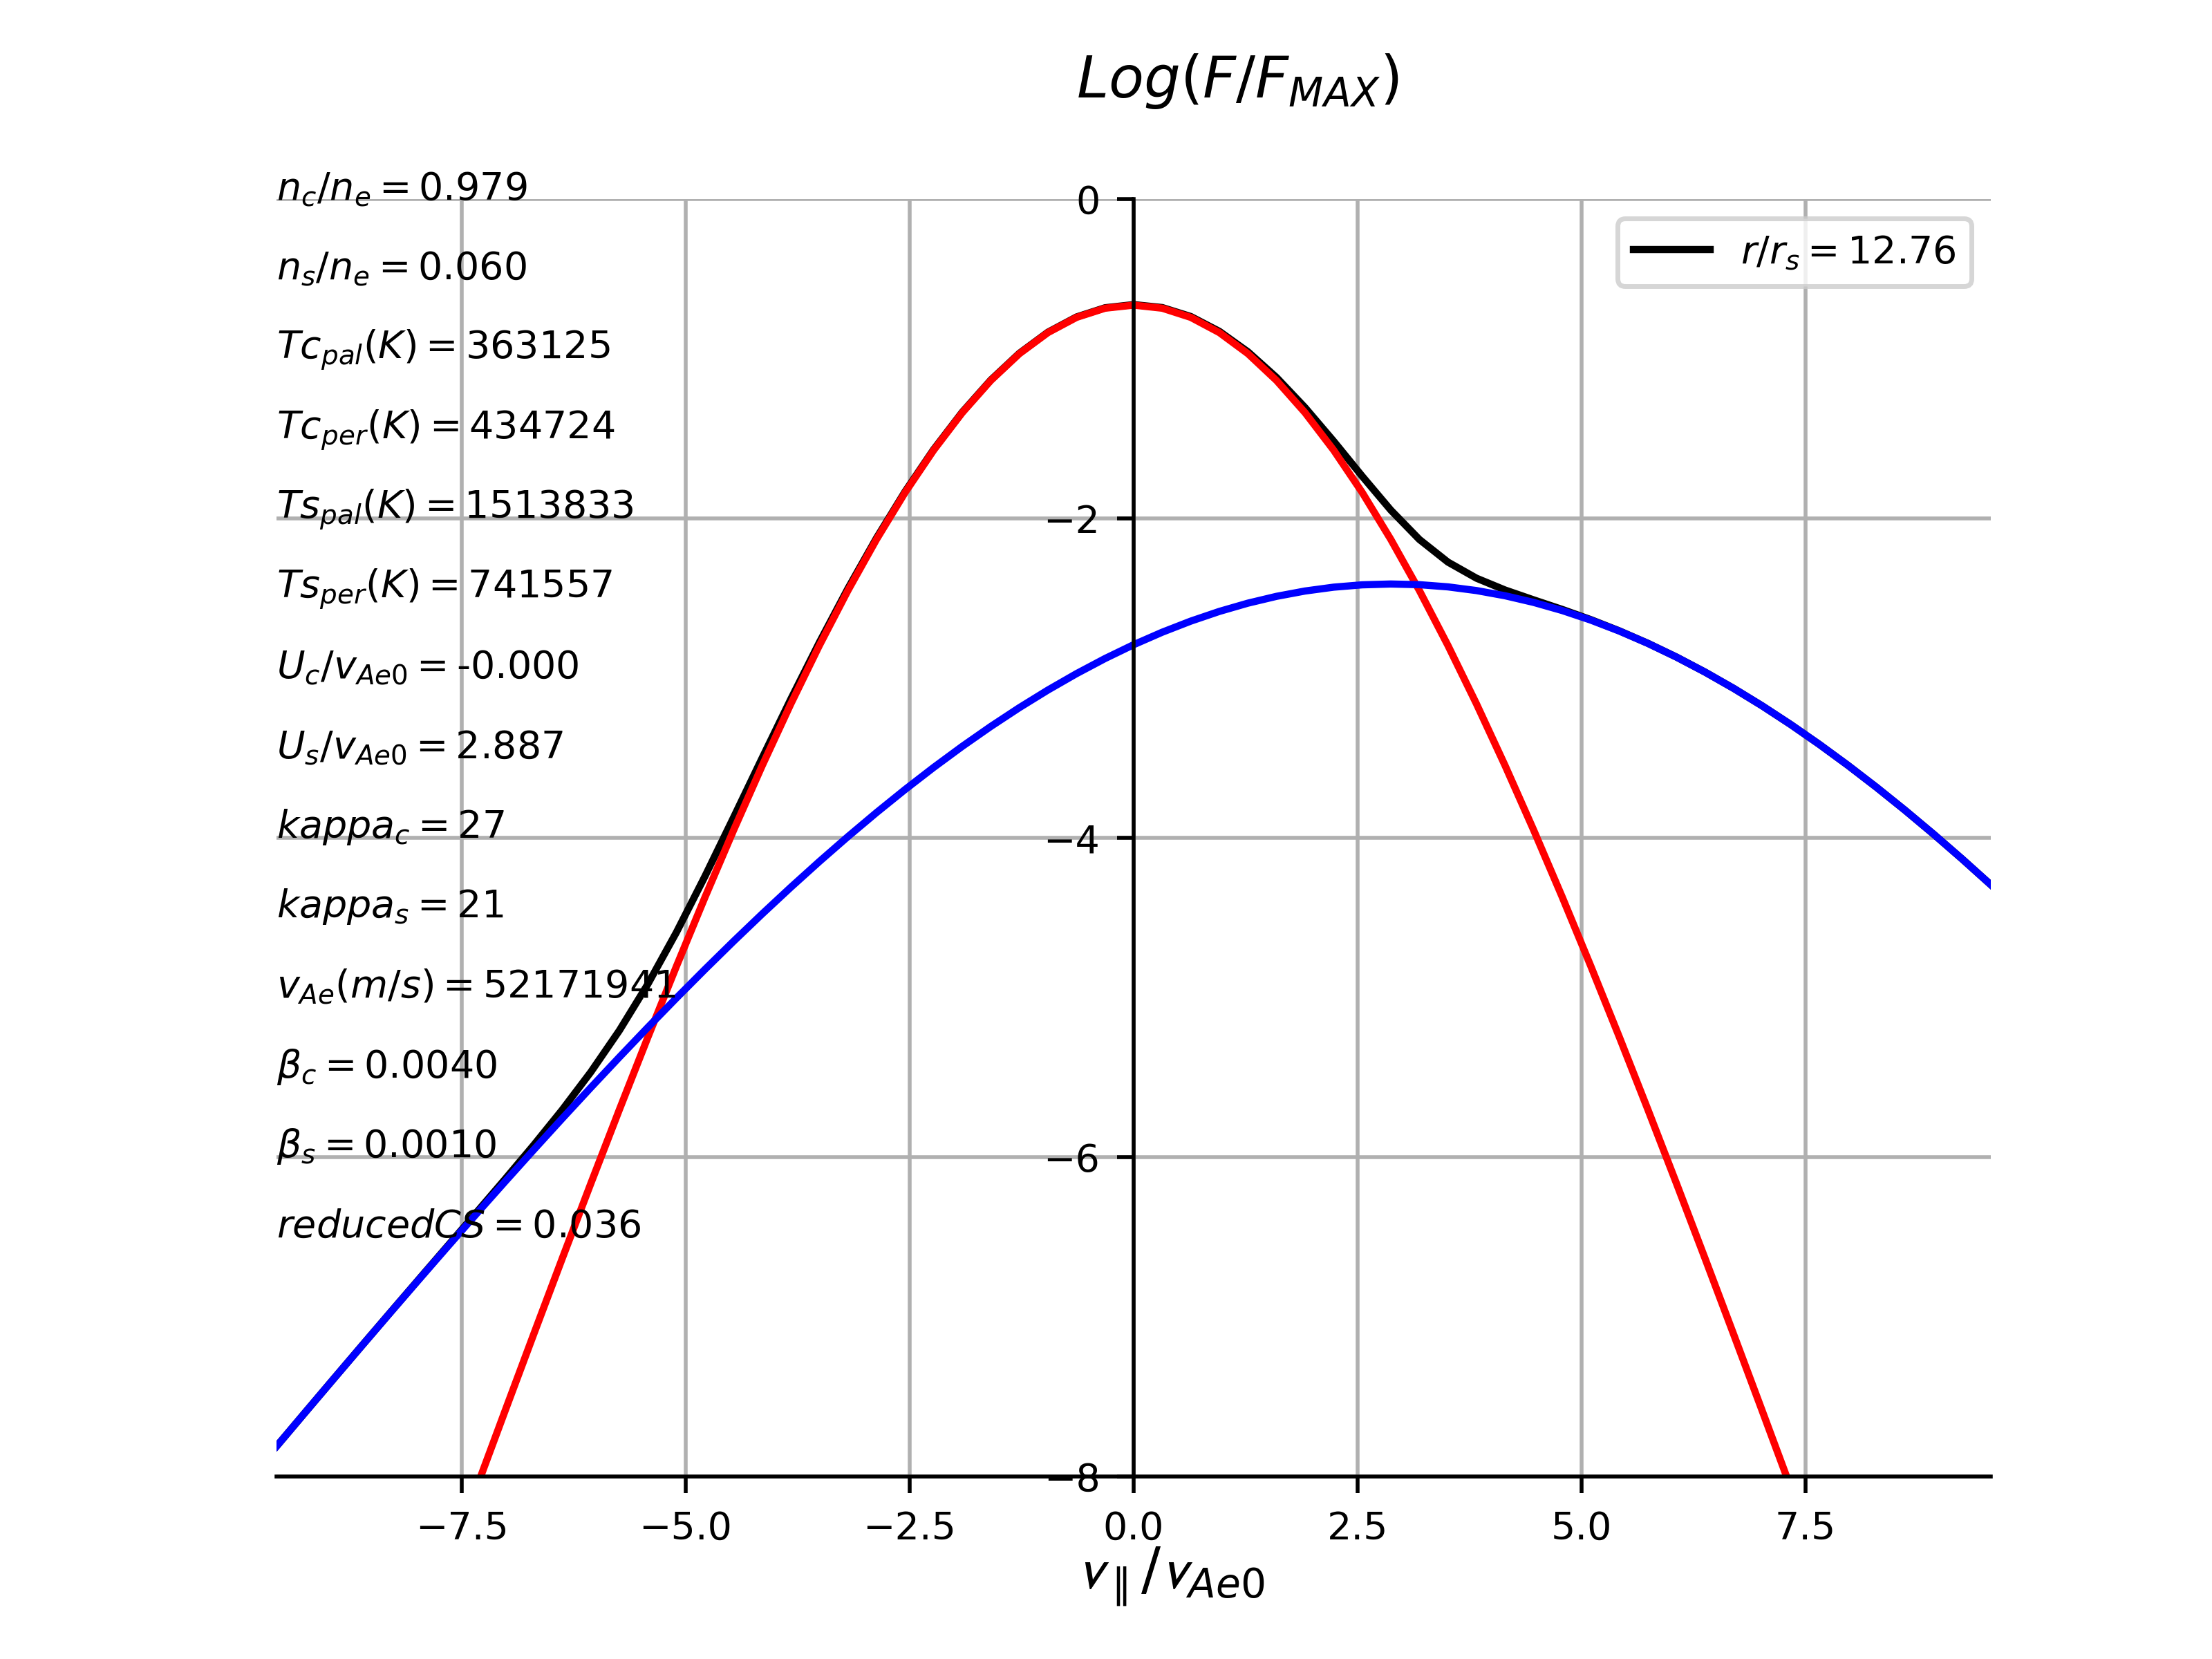 Log(F/F_MAX)
n_c/n_e = 0.979
n_s/n_e = 0.060
Tc_pal(K) = 363125
Tc_per(K) = 434724
Ts_pal(K) = 1513833
Ts_per(K) = 741557
U_c/v_Ae0 = -0.000
U_s/v_Ae0 = 2.887
kappa_c = 27
kappa_s = 21
v_Ae(m/s) = 52171941
β_c = 0.0040
β_s = 0.0010
reducedCS = 0.036
r/r_s = 12.76
0
−2
−4
−6
−8
−7.5 −5.0 −2.5 0.0 2.5 5.0 7.5
v_∥/v_Ae0